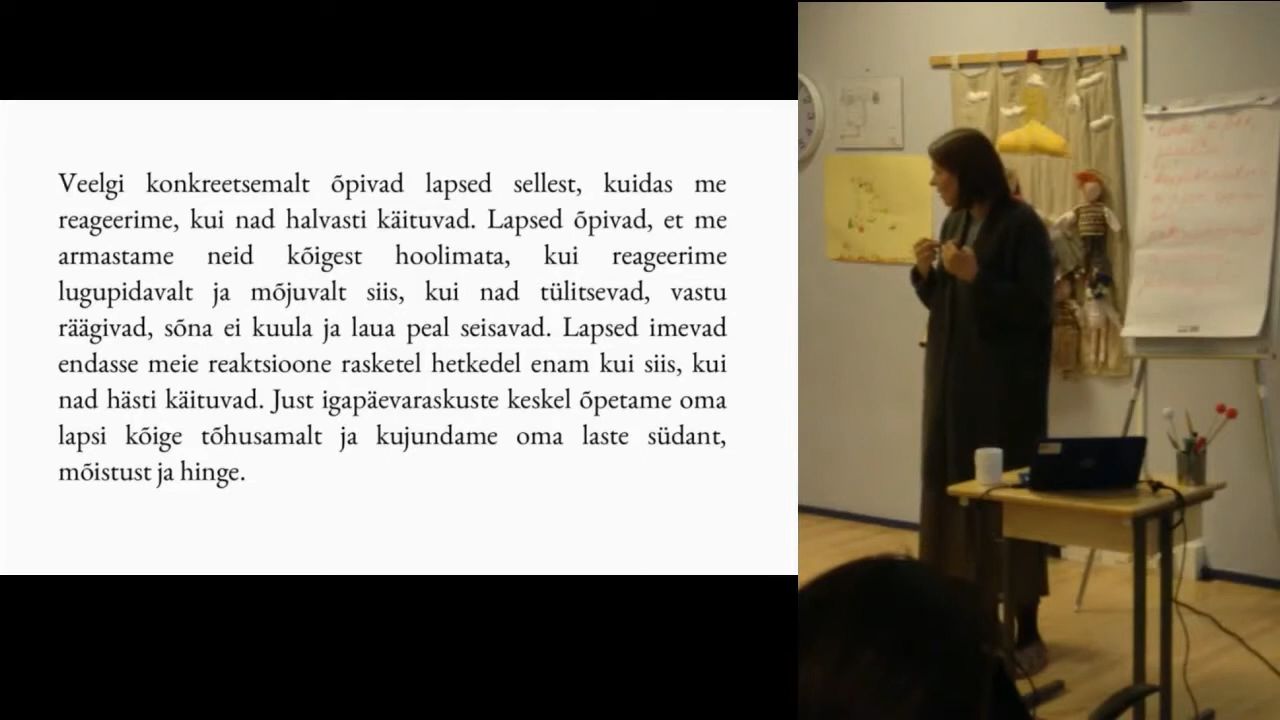 Veelgi konkreetsemalt õpivad lapsed sellest, kuidas me
reageerime, kui nad halvasti käituvad. Lapsed õpivad, et me
armastame neid kõigest hoolimata, kui reageerime
lugupidavalt ja mõjuvalt siis, kui nad tülitsevad, vastu
räägivad, sõna ei kuula ja laua peal seisavad. Lapsed imevad
endasse meie reaktsioone rasketel hetkedel enam kui siis, kui
nad hästi käituvad. Just igapäevaraskuste keskel õpetame oma
lapsi kõige tõhusamalt ja kujundame oma laste südant,
mõistust ja hinge.